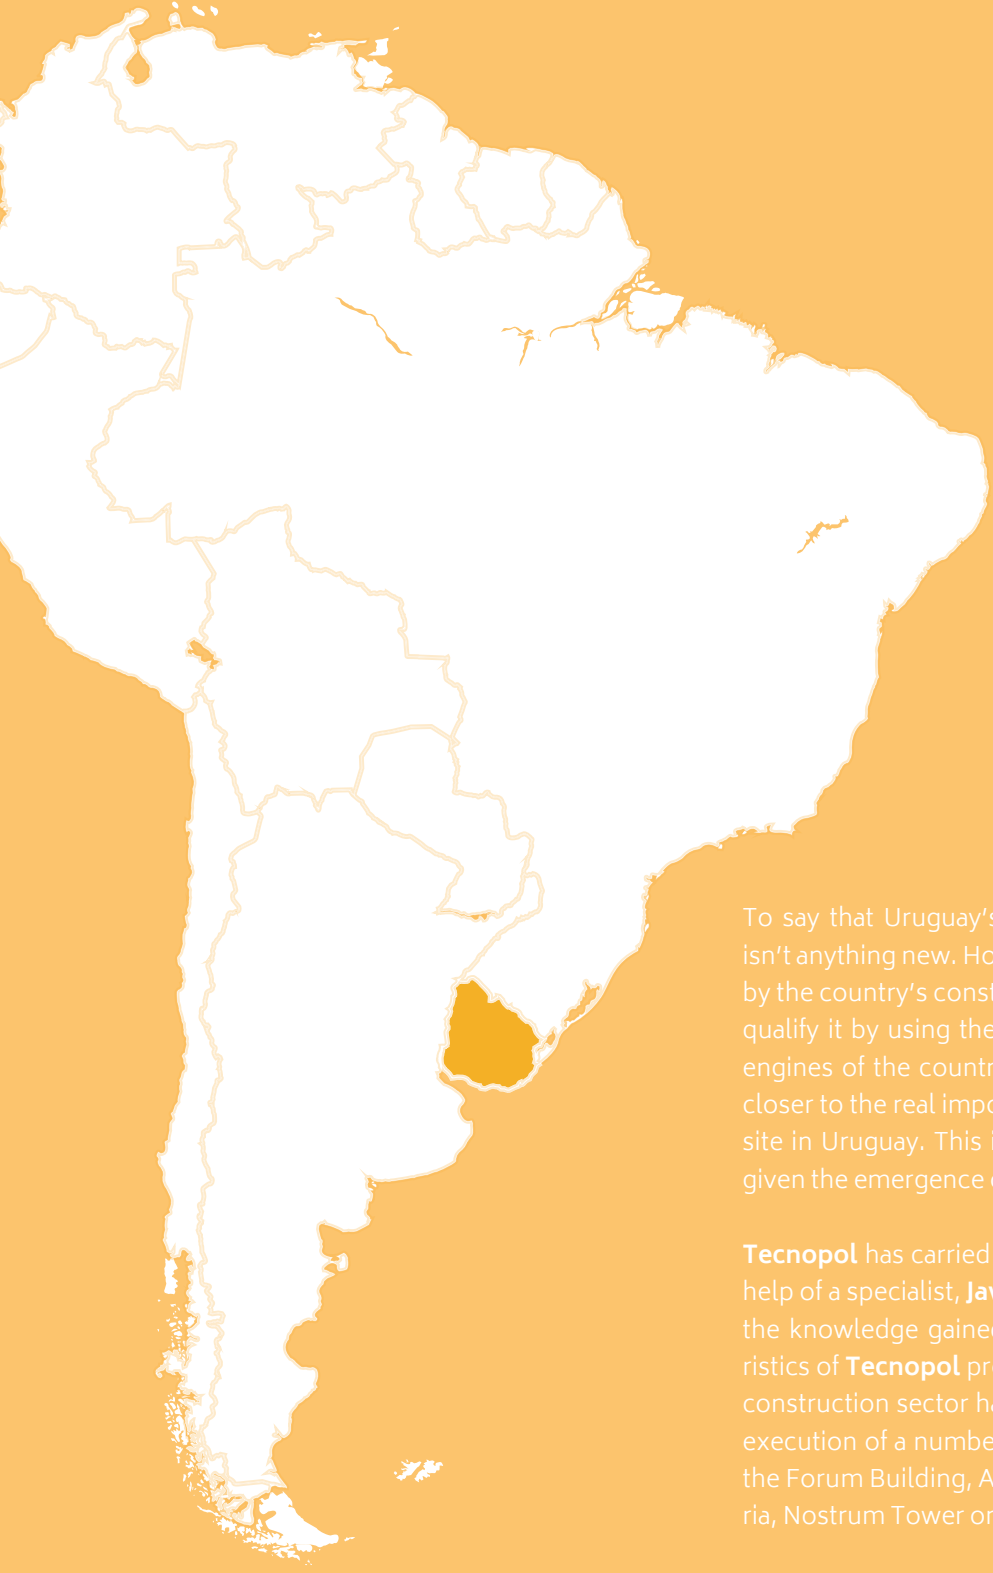 To say that Uruguay's
isn't anything new. Ho
by the country's const
qualify it by using the
engines of the countr
closer to the real impo
site in Uruguay. This i
given the emergence
Tecnopol has carried
help of a specialist, Jav
the knowledge gained
ristics of Tecnopol pr
construction sector ha
execution of a numbe
the Forum Building, A
ria, Nostrum Tower or